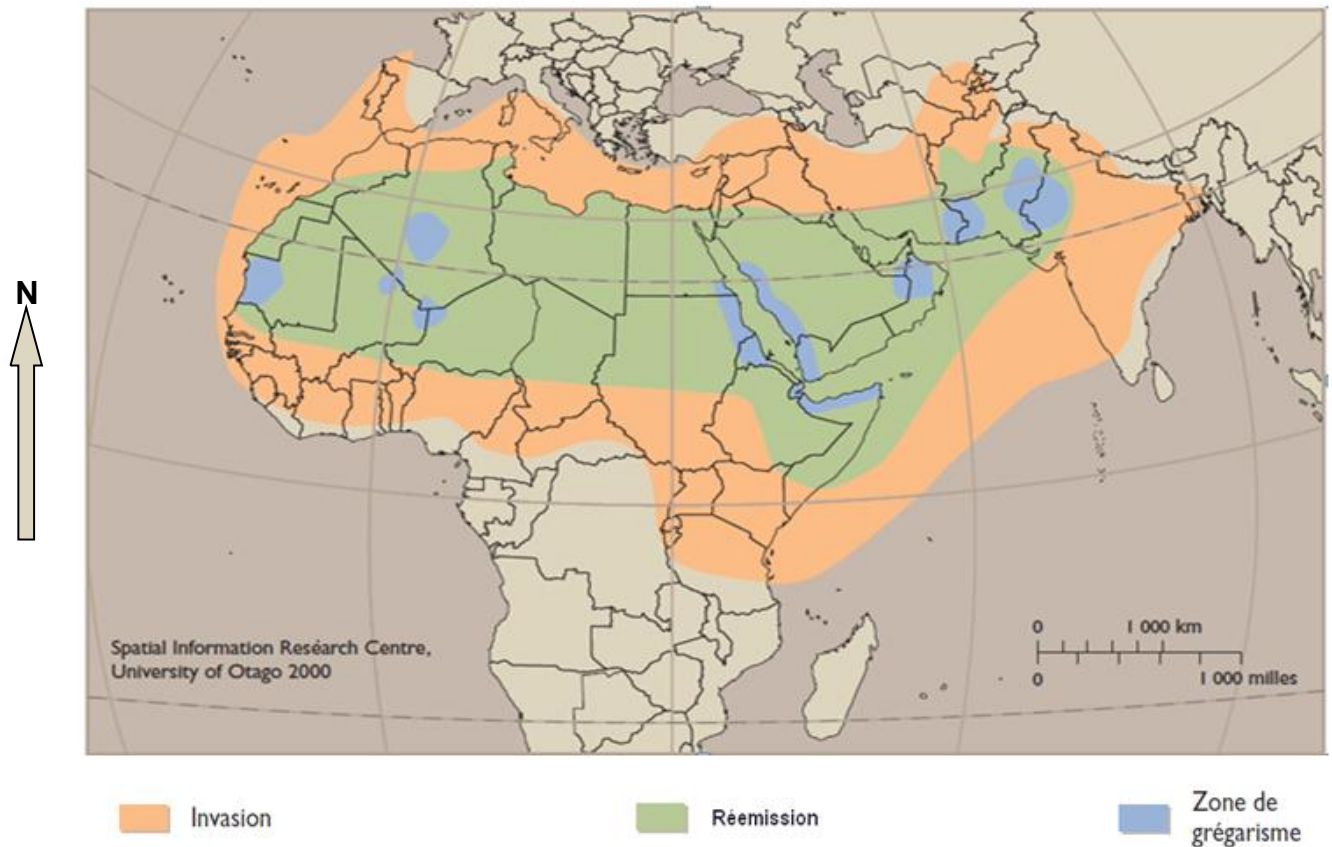 N
Spatial Information Reséarch Centre,
University of Otago 2000
0 1 000 km
0 1 000 milles
Invasion
Réemission
Zone de
grégarisme